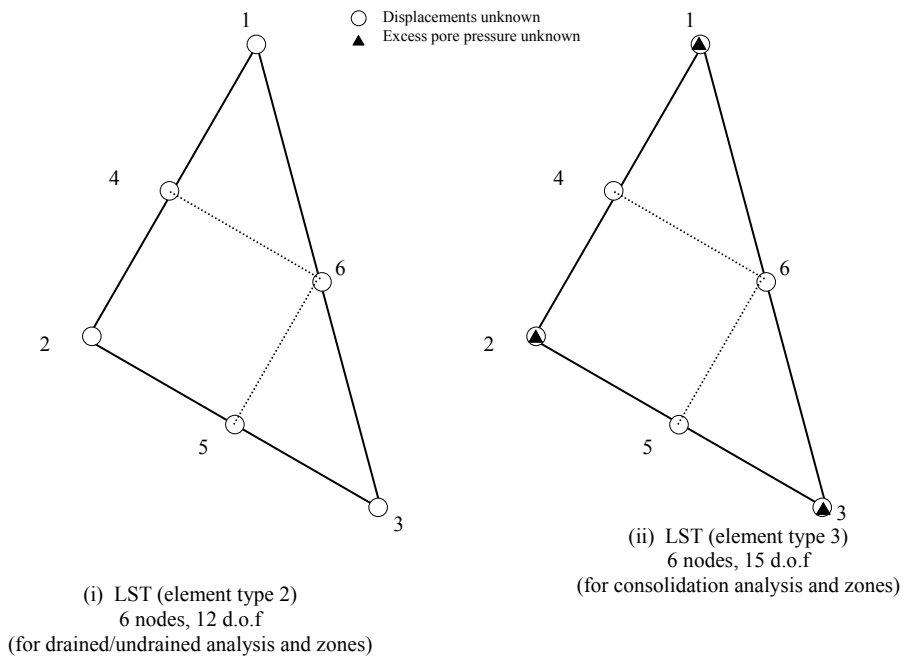 Displacements unknown
Excess pore pressure unknown
1
4
6
2
5
3
(i) LST (element type 2)
6 nodes, 12 d.o.f
(for drained/undrained analysis and zones)
1
4
6
2
5
3
(ii) LST (element type 3)
6 nodes, 15 d.o.f
(for consolidation analysis and zones)